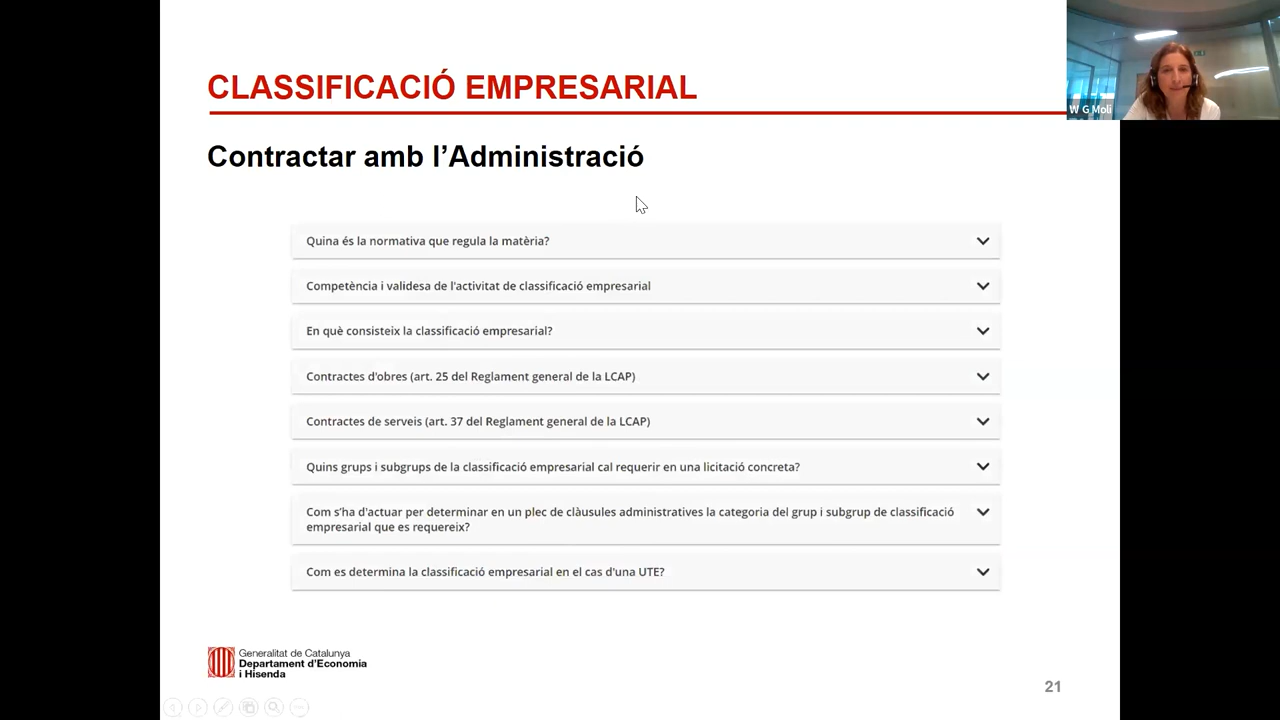 CLASSIFICACIÓ EMPRESARIAL
W G Moli
Contractar amb l’Administració
Quina és la normativa que regula la matèria?
Competència i validesa de l'activitat de classificació empresarial
En què consisteix la classificació empresarial?
Contractes d'obres (art. 25 del Reglament general de la LCAP)
Contractes de serveis (art. 37 del Reglament general de la LCAP)
Quins grups i subgrups de la classificació empresarial cal requerir en una licitació concreta?
Com s’ha d'actuar per determinar en un plec de clàusules administratives la categoria del grup i subgrup de classificació
empresarial que es requereix?
Com es determina la classificació empresarial en el cas d'una UTE?
Generalitat de Catalunya
Departament d’Economia
i Hisenda
21